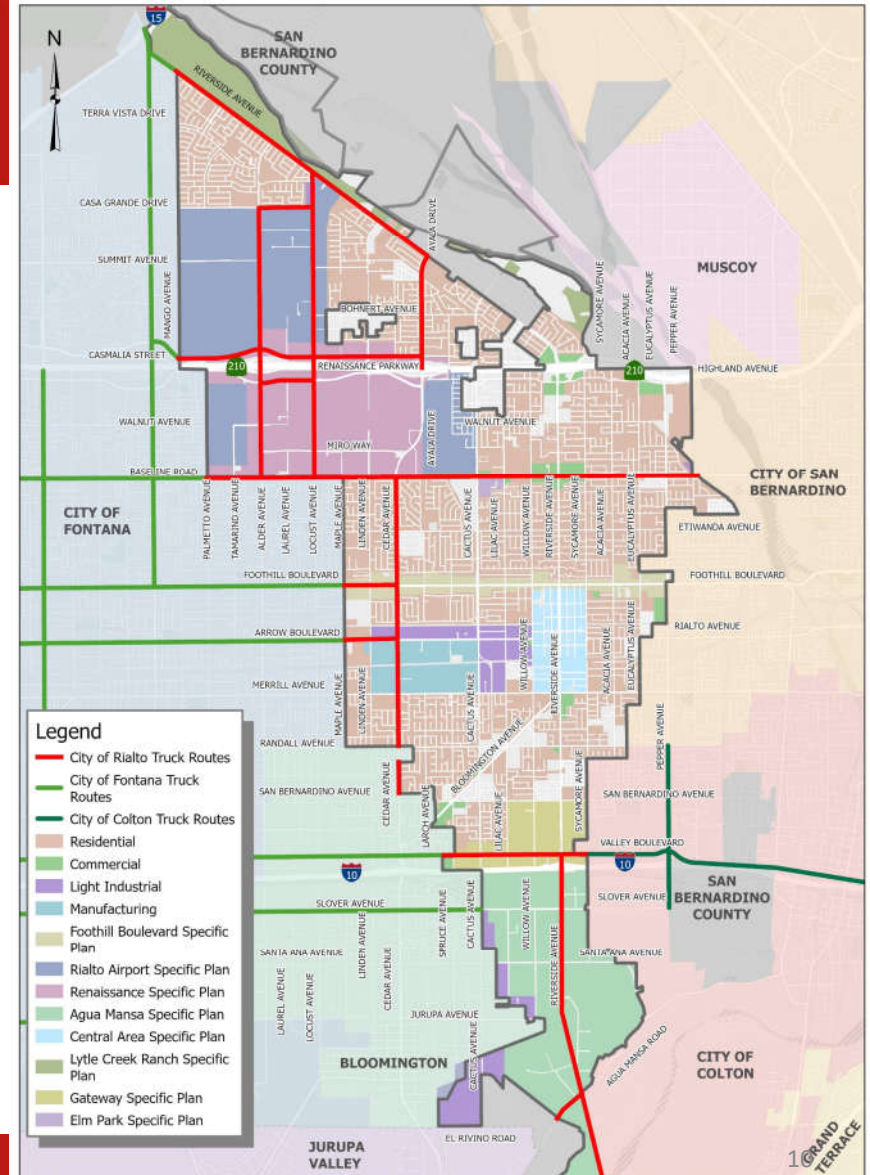 15
N
SAN
BERNARDINO
COUNTY
RIVERSIDE AVENUE
TERRA VISTA DRIVE
CASA GRANDE DRIVE
AYALA DRIVE
SUMMIT AVENUE
MANGO AVENUE
MUSCOY
SYCAMORE AVENUE
ACACIA AVENUE
EUCALYPTUS AVENUE
PEPPER AVENUE
BOHNERT AVENUE
CASMALIA STREET
210
RENAISSANCE PARKWAY
210
HIGHLAND AVENUE
WALNUT AVENUE
AYALA DRIVE
WALNUT AVENUE
MIRO WAY
BASELINE ROAD
CITY OF SAN
BERNARDINO
CITY OF
FONTANA
PALMETTO AVENUE
TAMARIND AVENUE
ALDER AVENUE
LAUREL AVENUE
LOCUST AVENUE
MAPLE AVENUE
LINDEN AVENUE
CEDAR AVENUE
CACTUS AVENUE
LILAC AVENUE
WILLOW AVENUE
RIVERSIDE AVENUE
SYCAMORE AVENUE
ACACIA AVENUE
EUCALYPTUS AVENUE
ETIWANDA AVENUE
FOOTHILL BOULEVARD
FOOTHILL BOULEVARD
RIALTO AVENUE
ARROW BOULEVARD
MERRILL AVENUE
MAPLE AVENUE
LINDEN AVENUE
WILLOW AVENUE
RIVERSIDE AVENUE
ACACIA AVENUE
EUCALYPTUS AVENUE
CACTUS AVENUE
BLOOMINGTON AVENUE
PEPPER AVENUE
RANDALL AVENUE
SAN BERNARDINO AVENUE
CEDAR AVENUE
LARCH AVENUE
LILAC AVENUE
SYCAMORE AVENUE
SAN BERNARDINO AVENUE
VALLEY BOULEVARD
10
10
SAN
BERNARDINO
COUNTY
SLOVER AVENUE
SLOVER AVENUE
SPRUCE AVENUE
CACTUS AVENUE
WILLOW AVENUE
RIVERSIDE AVENUE
SANTA ANA AVENUE
LINDEN AVENUE
CEDAR AVENUE
SANTA ANA AVENUE
LAUREL AVENUE
LOCUST AVENUE
JURUPA AVENUE
CACTUS AVENUE
AGUA MANSA ROAD
BLOOMINGTON
CITY OF
COLTON
EL RIVINO ROAD
JURUPA
VALLEY
GRAND
TERRACE
Legend
City of Rialto Truck Routes
City of Fontana Truck
Routes
City of Colton Truck Routes
Residential
Commercial
Light Industrial
Manufacturing
Foothill Boulevard Specific
Plan
Rialto Airport Specific Plan
Renaissance Specific Plan
Agua Mansa Specific Plan
Central Area Specific Plan
Lytle Creek Ranch Specific
Plan
Gateway Specific Plan
Elm Park Specific Plan